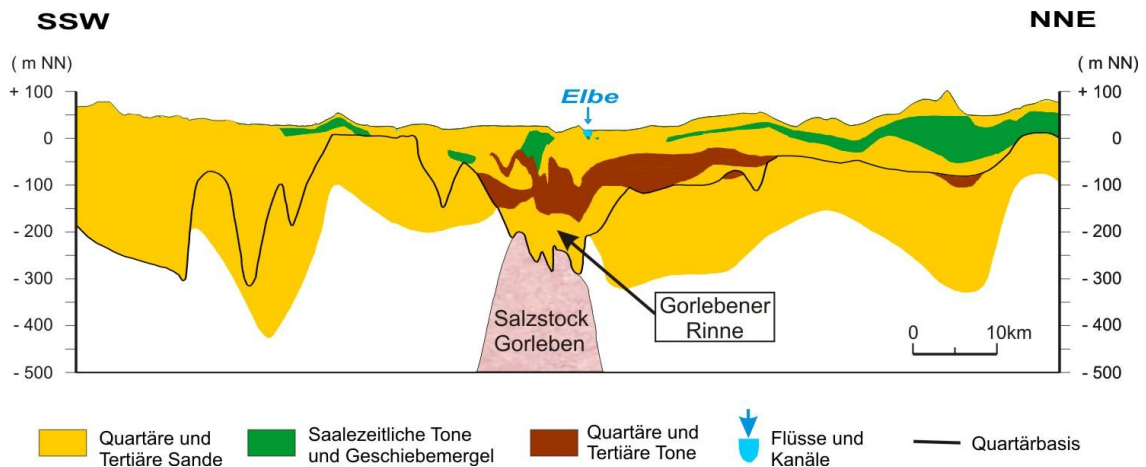 SSW
NNE
( m NN)
( m NN)
+ 100
0
- 100
- 200
- 300
- 400
- 500
Elbe
+ 100
0
- 100
- 200
- 300
- 400
- 500
Salzstock
Gorleben
Gorlebener
Rinne
0 10km
Quartäre und
Tertiäre Sande
Saalezeitliche Tone
und Geschiebemergel
Quartäre und
Tertiäre Tone
Flüsse und
Kanäle
Quartärbasis